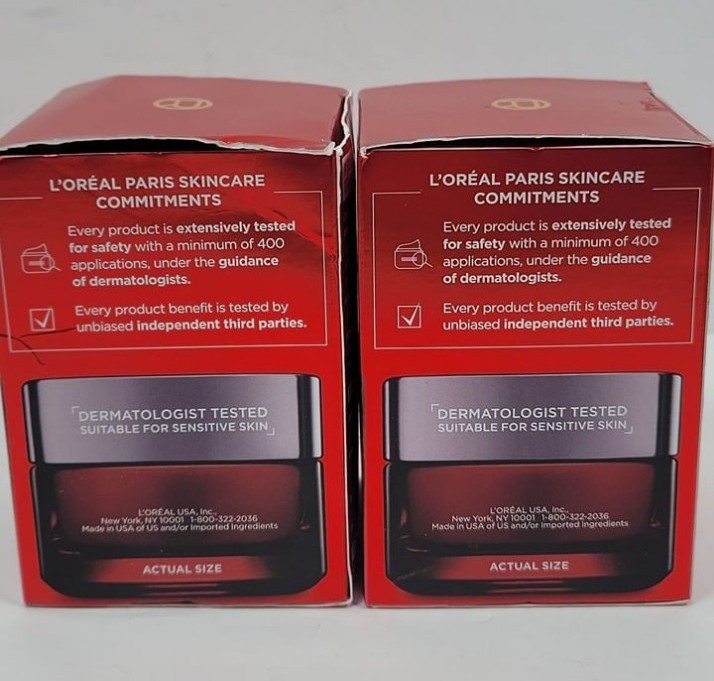 L'ORÉAL PARIS SKINCARE
COMMITMENTS
Every product is extensively tested
for safety with a minimum of 400
applications, under the guidance
of dermatologists.
Every product benefit is tested by
unbiased independent third parties.
DERMATOLOGIST TESTED
SUITABLE FOR SENSITIVE SKIN
L'ORÉAL USA, Inc.,
New York, NY 10001 1-800-322-2036
Made in USA of US and/or Imported Ingredients
ACTUAL SIZE
L'ORÉAL PARIS SKINCARE
COMMITMENTS
Every product is extensively tested
for safety with a minimum of 400
applications, under the guidance
of dermatologists.
Every product benefit is tested by
unbiased independent third parties.
DERMATOLOGIST TESTED
SUITABLE FOR SENSITIVE SKIN
L'ORÉAL USA, Inc.,
New York, NY 10001 1-800-322-2036
Made in USA of US and/or Imported Ingredients
ACTUAL SIZE